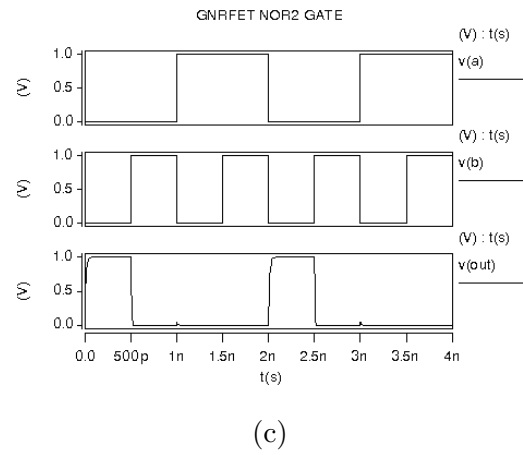 GNRFET NOR2 GATE
(V) : t(s)
v(a)
(V)
1.0
0.5
0.0
(V) : t(s)
v(b)
(V)
1.0
0.5
0.0
(V) : t(s)
v(out)
(V)
1.0
0.5
0.0
0.0 500p 1n 1.5n 2n 2.5n 3n 3.5n 4n
t(s)
(c)